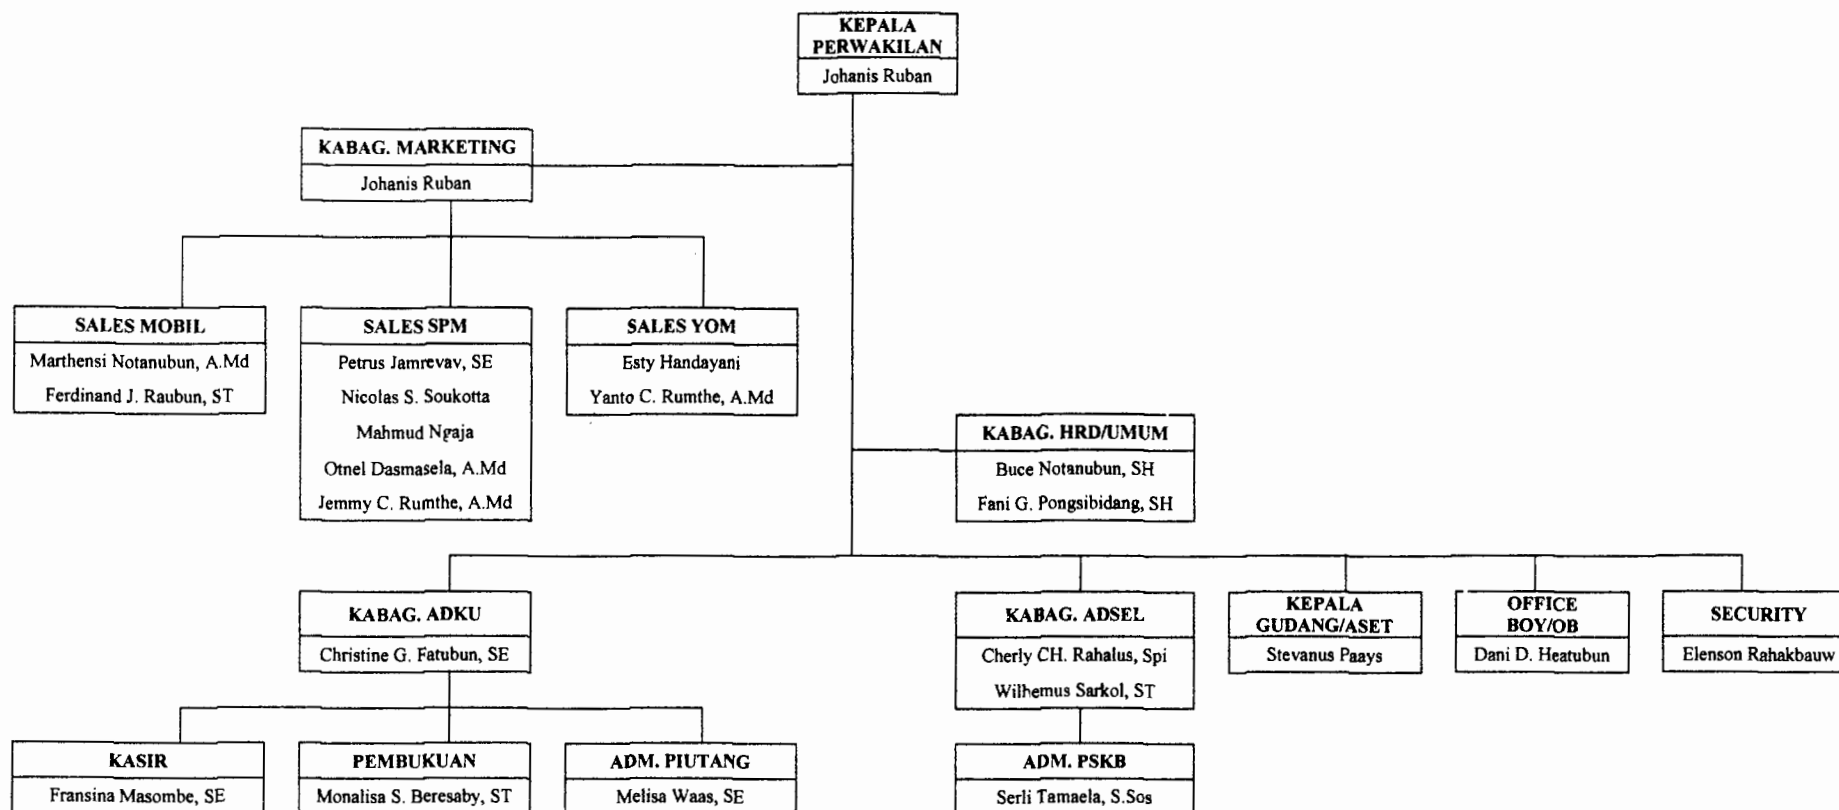 KEPALA
PERWAKILAN
Johanis Ruban
KABAG. MARKETING
Johanis Ruban
SALES MOBIL
Marthensi Notanubun, A.Md
Ferdinand J. Raubun, ST
SALES SPM
Petrus Jamrevav, SE
Nicolas S. Soukotta
Mahmud Ngaja
Otnel Dasmasela, A.Md
Jemmy C. Rumthe, A.Md
SALES YOM
Esty Handayani
Yanto C. Rumthe, A.Md
KABAG. HRD/UMUM
Buce Notanubun, SH
Fani G. Pongsibidang, SH
KABAG. ADKU
Christine G. Fatubun, SE
KABAG. ADSEL
Cherly CH. Rahalus, Spi
Wilhemus Sarkol, ST
KEPALA
GUDANG/ASET
Stevanus Paays
OFFICE
BOY/OB
Dani D. Heatubun
SECURITY
Elenson Rahakbauw
KASIR
Fransina Masombe, SE
PEMBUKUAN
Monalisa S. Beresaby, ST
ADM. PIUTANG
Melisa Waas, SE
ADM. PSKB
Serli Tamaela, S.Sos